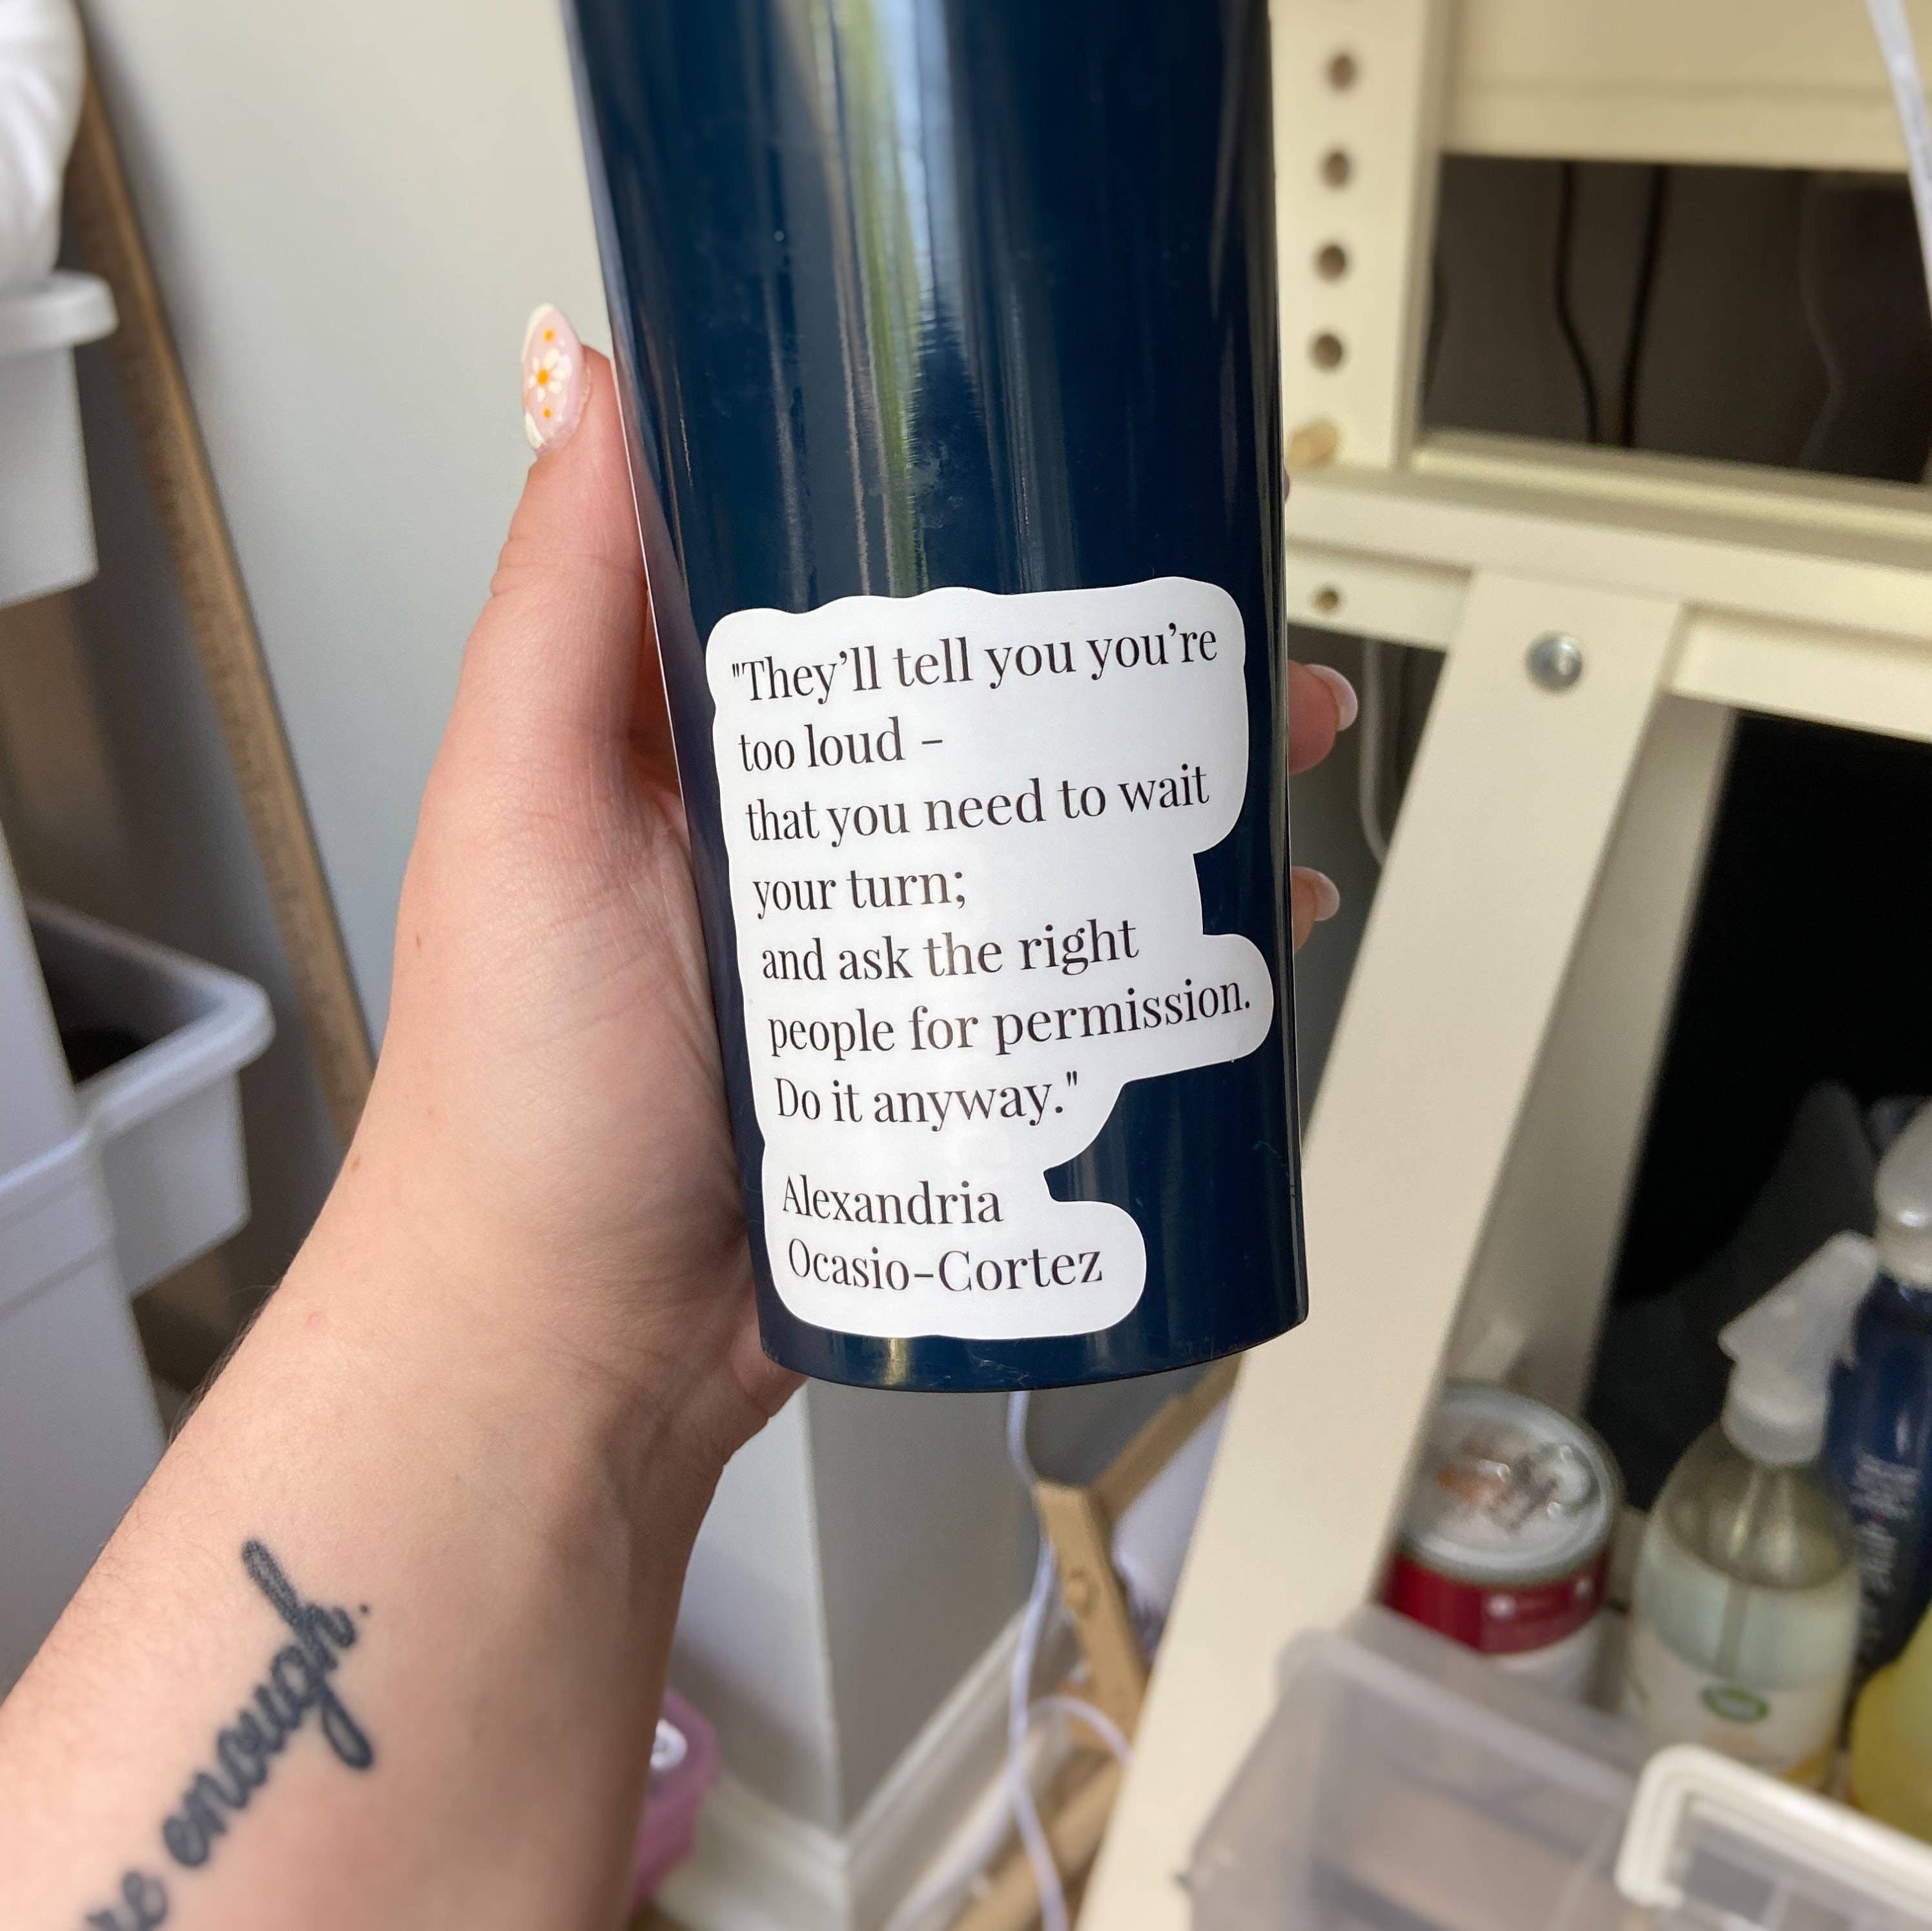 "They’ll tell you you’re
too loud –
that you need to wait
your turn;
and ask the right
people for permission.
Do it anyway."
Alexandria
Ocasio-Cortez
enough.